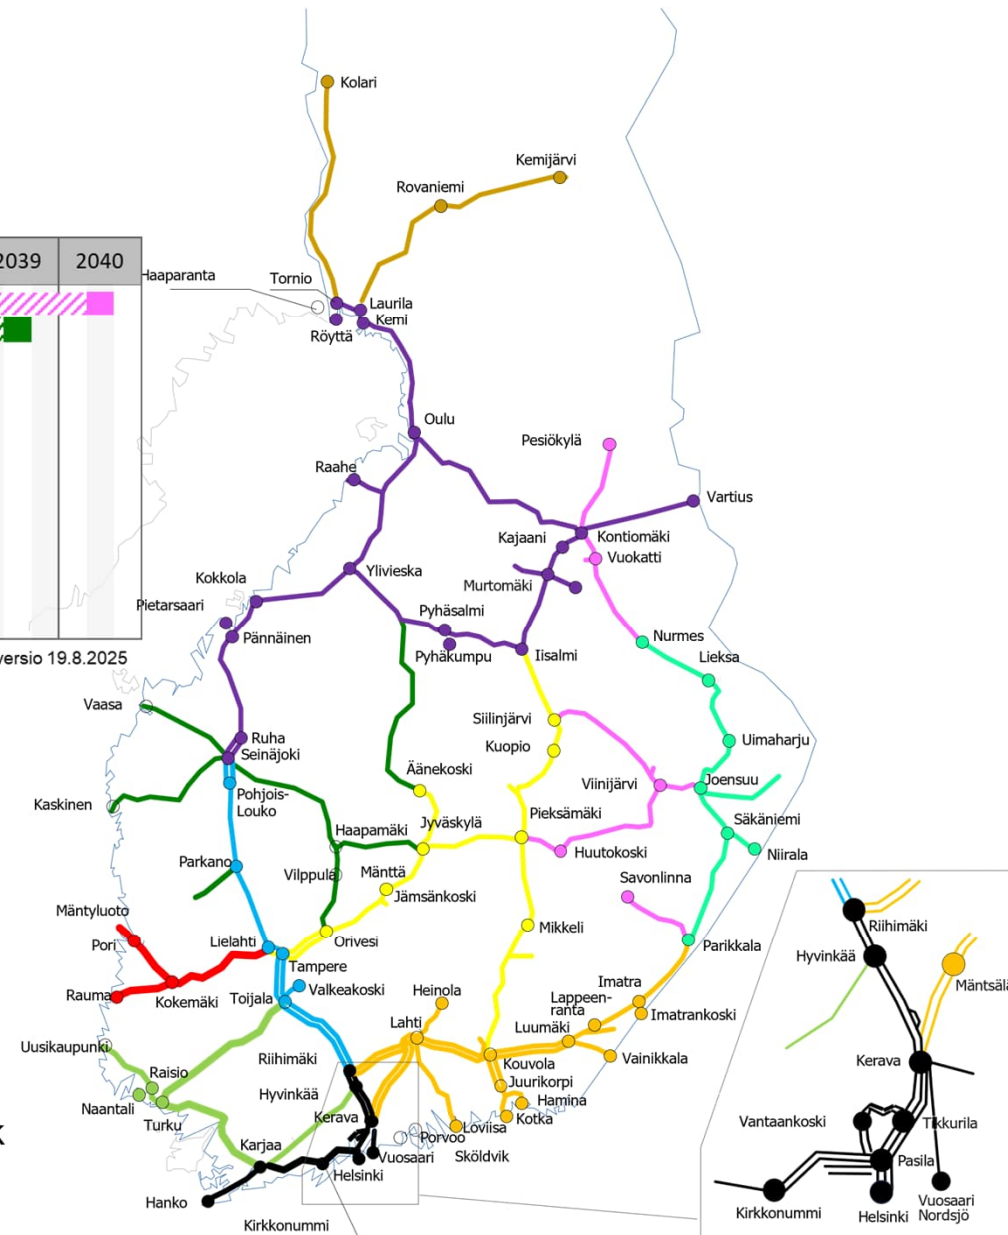 Kolari
Kemijärvi
Rovaniemi
2039
2040
Haaparanta
Tornio
Laurila
Kemi
Röyttä
Oulu
Pesiökylä
Raahe
Vartius
Kajaani
Kontiomäki
Vuokatti
Ylivieska
Kokkola
Murtomäki
Pietarsaari
Pyhäsalmi
Pännäinen
Nurmes
Pyhäkumpu
Iisalmi
Lieksa
versio 19.8.2025
Vaasa
Siilinjärvi
Ruha
Uimaharju
Seinäjoki
Kuopio
Äänekoski
Viinijärvi
Joensuu
Pohjois-
Louko
Kaskinen
Jyväskylä
Pieksämäki
Säkäniemi
Haapamäki
Huutokoski
Niirala
Parkano
Vilppula
Mänttä
Savonlinna
Jämsänkoski
Mäntyluoto
Mikkeli
Riihimäki
Pori
Lielahti
Orivesi
Parikkala
Hyvinkää
Tampere
Imatra
Mäntsälä
Rauma
Kokemäki
Toijala
Valkeakoski
Heinola
Lappeen-
ranta
Imatrankoski
Lahti
Luumäki
Uusikaupunki
Riihimäki
Kouvola
Vainikkala
Kerava
Raisio
Hyvinkää
Juurikorpi
Hamina
Naantali
Kerava
Kotka
Turku
Loviisa
Vantaankoski
Tikkurila
Porvoo
Karjaa
Vuosaari
Sköldvik
Pasila
Helsinki
Hanko
Kirkkonummi
Helsinki
Vuosaari
Nordsjö
Kirkkonummi